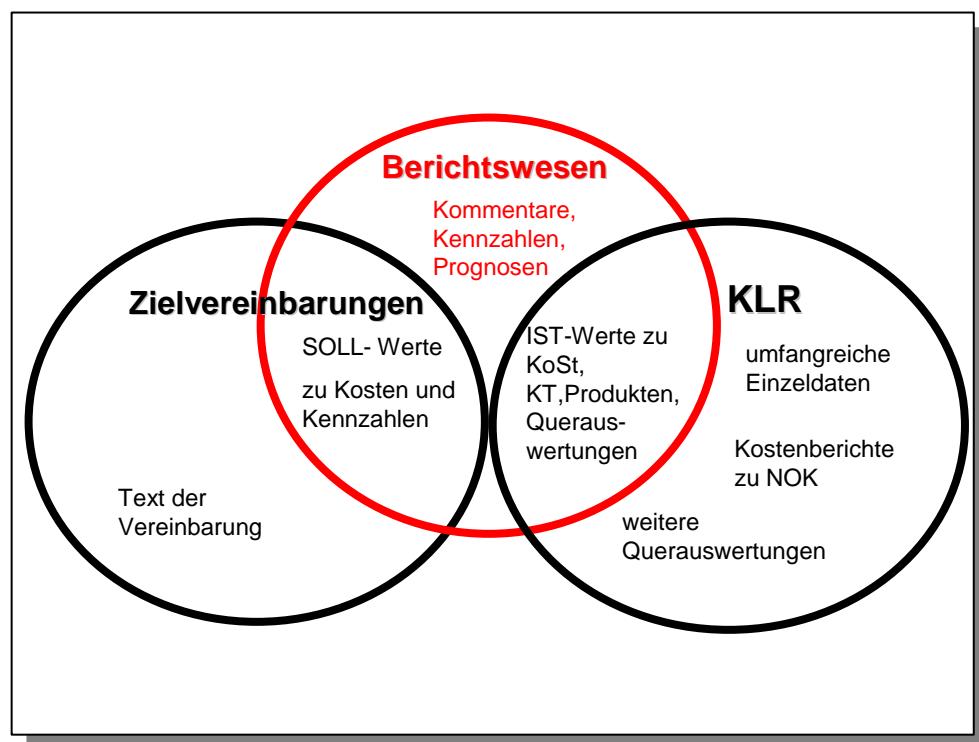 Berichtswesen
Kommentare,
Kennzahlen,
Prognosen
Zielvereinbarungen
SOLL- Werte
zu Kosten und
Kennzahlen
Text der
Vereinbarung
IST-Werte zu
KoSt,
KT,Produkten,
Queraus-
wertungen
KLR
umfangreiche
Einzeldaten
Kostenberichte
zu NOK
weitere
Querauswertungen